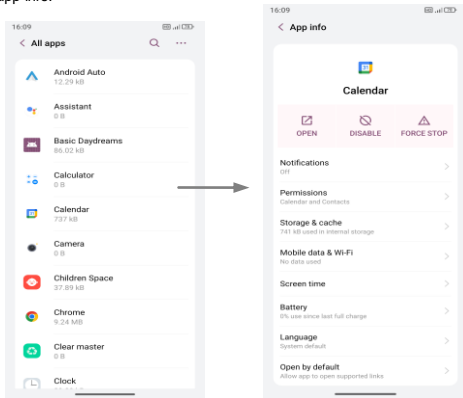 app info.
16:09
All apps
Android Auto
12.29 kB
Assistant
0 B
Basic Daydreams
86.02 kB
Calculator
0 B
Calendar
737 kB
Camera
0 B
Children Space
37.89 kB
Chrome
9.24 MB
Clear master
0 B
Clock
16:09
App info
Calendar
OPEN DISABLE FORCE STOP
Notifications
Off
Permissions
Calendar and Contacts
Storage & cache
741 kB used in internal storage
Mobile data & Wi-Fi
No data used
Screen time
Battery
0% use since last full charge
Language
System default
Open by default
Allow app to open supported links